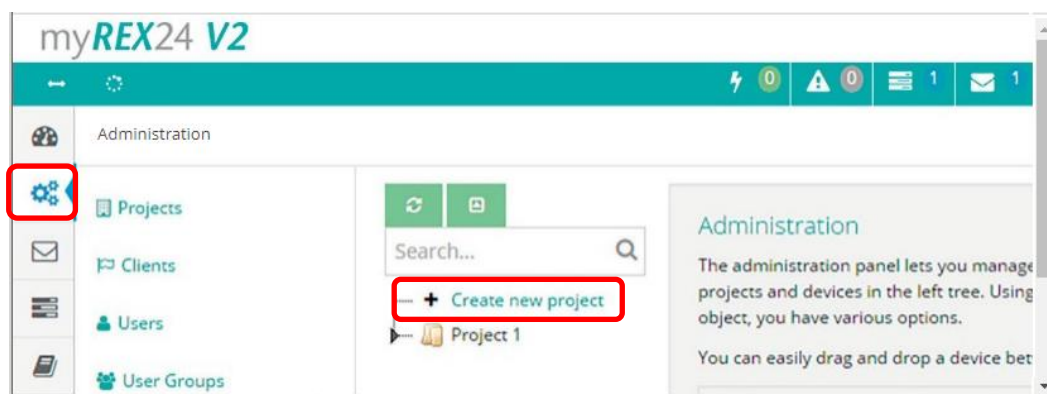 myREX24 V2
0 0 1 1
Administration
Projects
Clients
Users
User Groups
Search...
Create new project
Project 1
Administration
The administration panel lets you manage
projects and devices in the left tree. Using
object, you have various options.
You can easily drag and drop a device bet